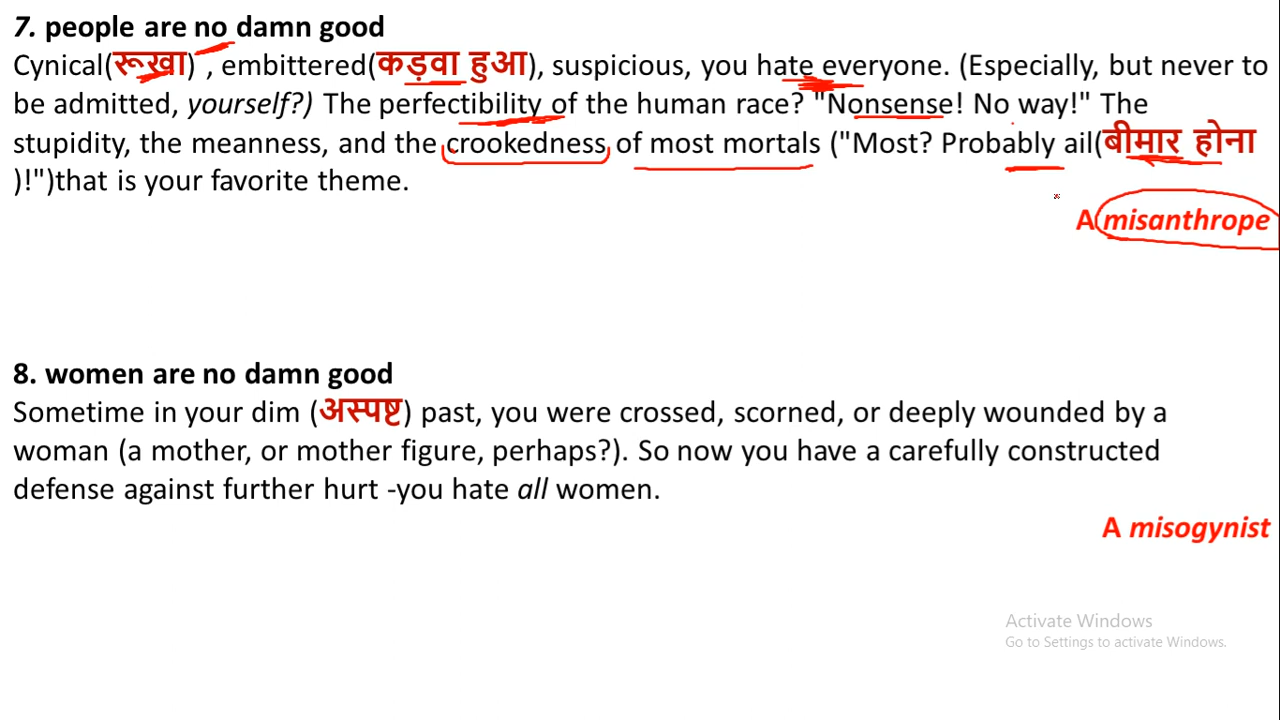 7. people are no damn good
Cynical(रूखा) , embittered(कड़वा हुआ), suspicious, you hate everyone. (Especially, but never to
be admitted, yourself?) The perfectibility of the human race? "Nonsense! No way!" The
stupidity, the meanness, and the crookedness of most mortals ("Most? Probably ail(बीमार होना
)!")that is your favorite theme.
A misanthrope
8. women are no damn good
Sometime in your dim (अस्पष्ट) past, you were crossed, scorned, or deeply wounded by a
woman (a mother, or mother figure, perhaps?). So now you have a carefully constructed
defense against further hurt -you hate all women.
A misogynist
Activate Windows
Go to Settings to activate Windows.